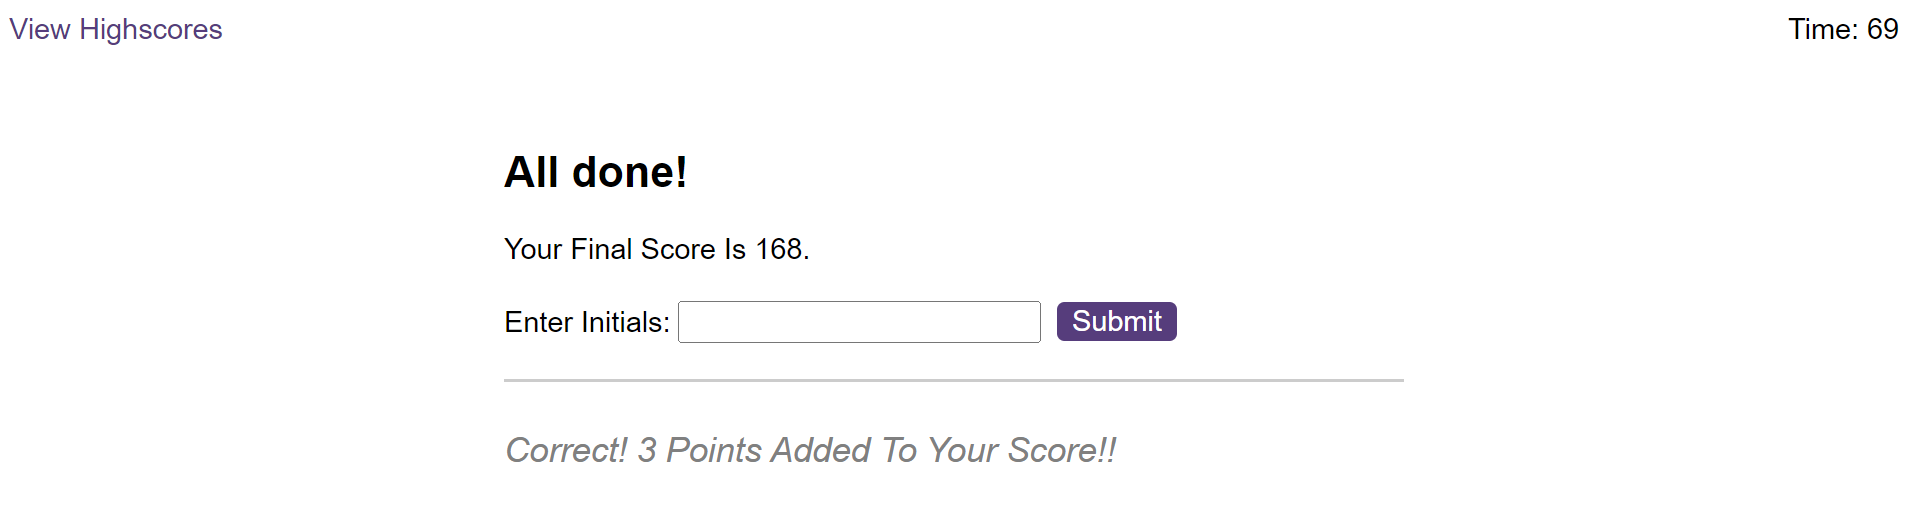 View Highscores
Time: 69
All done!
Your Final Score Is 168.
Enter Initials: Submit
Correct! 3 Points Added To Your Score!!